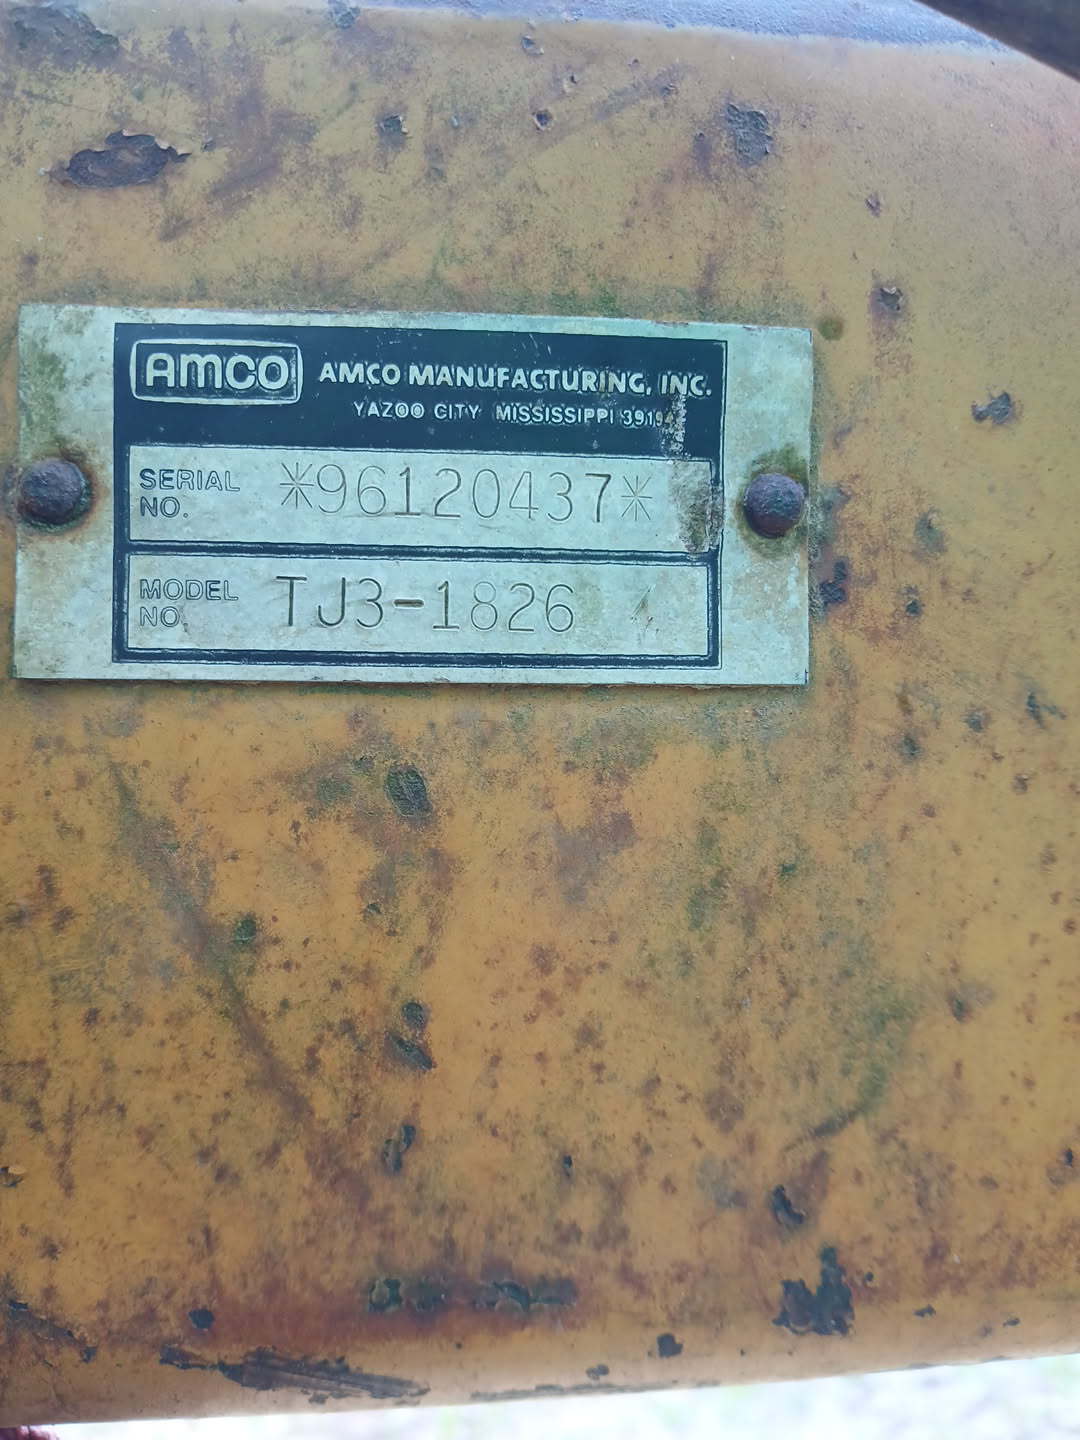 AMCO
AMCO MANUFACTURING, INC.
YAZOO CITY MISSISSIPPI 39194
SERIAL NO. *96120437*
MODEL NO. TJ3-1826